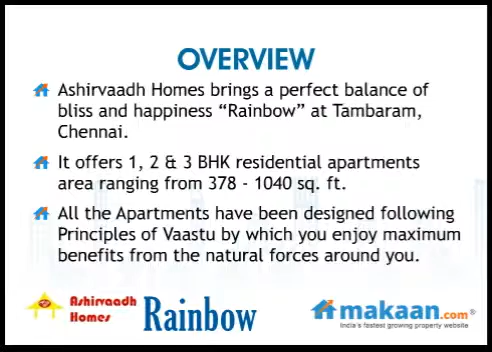 OVERVIEW
Ashirvaadh Homes brings a perfect balance of
bliss and happiness “Rainbow” at Tambaram,
Chennai.
It offers 1, 2 & 3 BHK residential apartments
area ranging from 378 - 1040 sq. ft.
All the Apartments have been designed following
Principles of Vaastu by which you enjoy maximum
benefits from the natural forces around you.
Ashirvaadh
Homes
Rainbow
makaan.com®
India's fastest growing property website